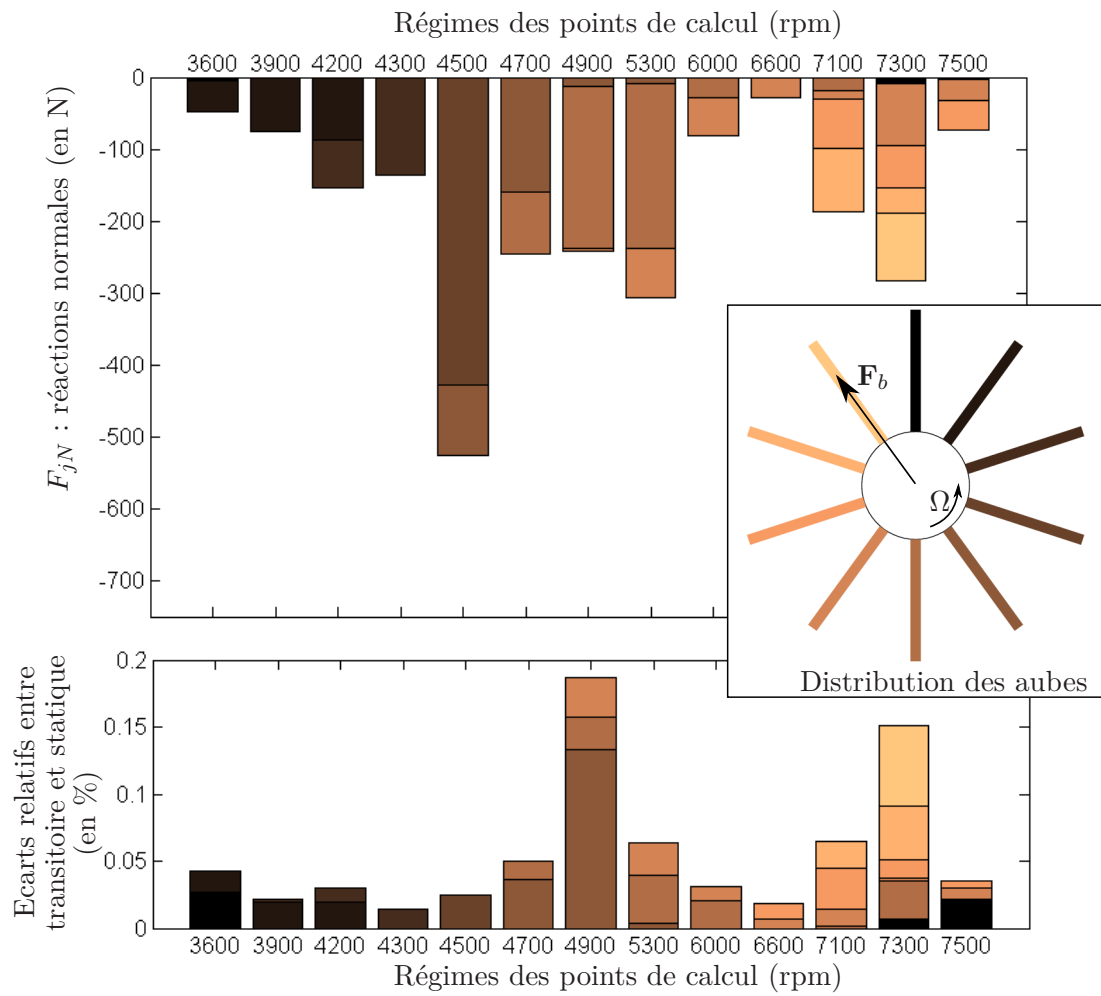 Régimes des points de calcul (rpm)
3600 3900 4200 4300 4500 4700 4900 5300 6000 6600 7100 7300 7500
F_{jN} : réactions normales (en N)
0
-100
-200
-300
-400
-500
-600
-700
F_b
Ω
Distribution des aubes
Ecarts relatifs entre
transitoire et statique
(en %)
0.2
0.15
0.1
0.05
0
3600 3900 4200 4300 4500 4700 4900 5300 6000 6600 7100 7300 7500
Régimes des points de calcul (rpm)